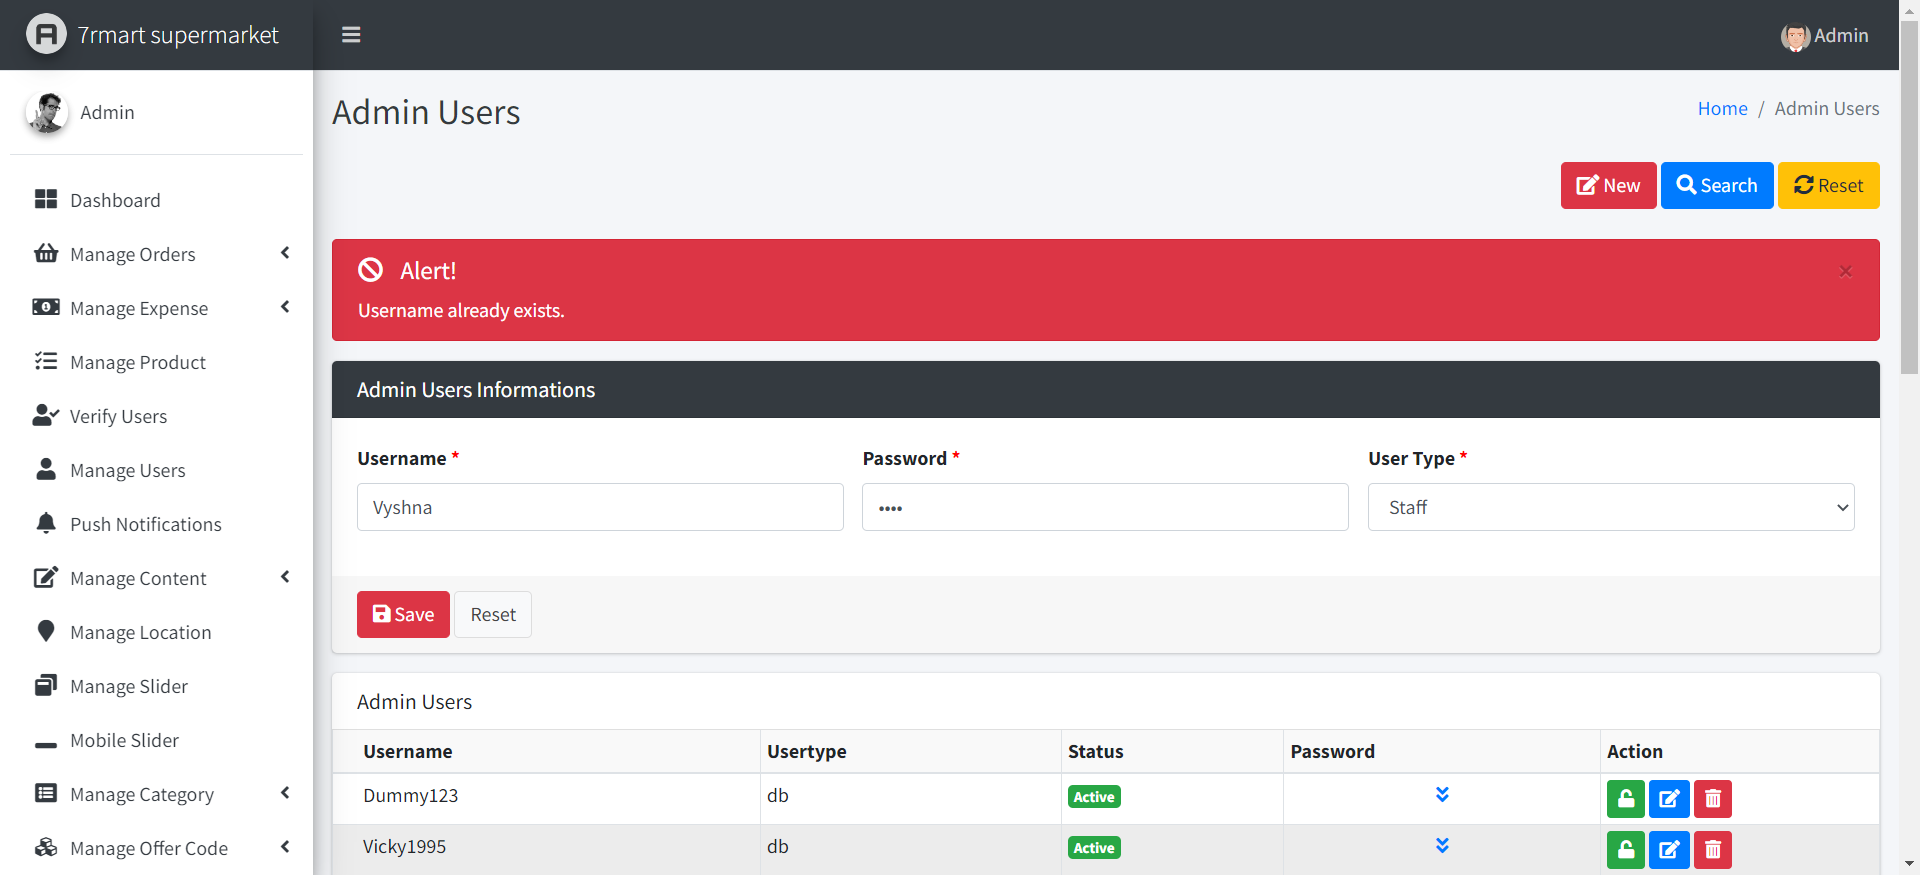 7rmart supermarket
Admin
Admin
Dashboard
Manage Orders
Manage Expense
Manage Product
Verify Users
Manage Users
Push Notifications
Manage Content
Manage Location
Manage Slider
Mobile Slider
Manage Category
Manage Offer Code
Admin Users
Home / Admin Users
New Search Reset
Alert! ×
Username already exists.
Admin Users Informations
Username * Password * User Type *
Vyshna •••• Staff
Save Reset
Admin Users
Username Usertype Status Password Action
Dummy123 db Active
Vicky1995 db Active